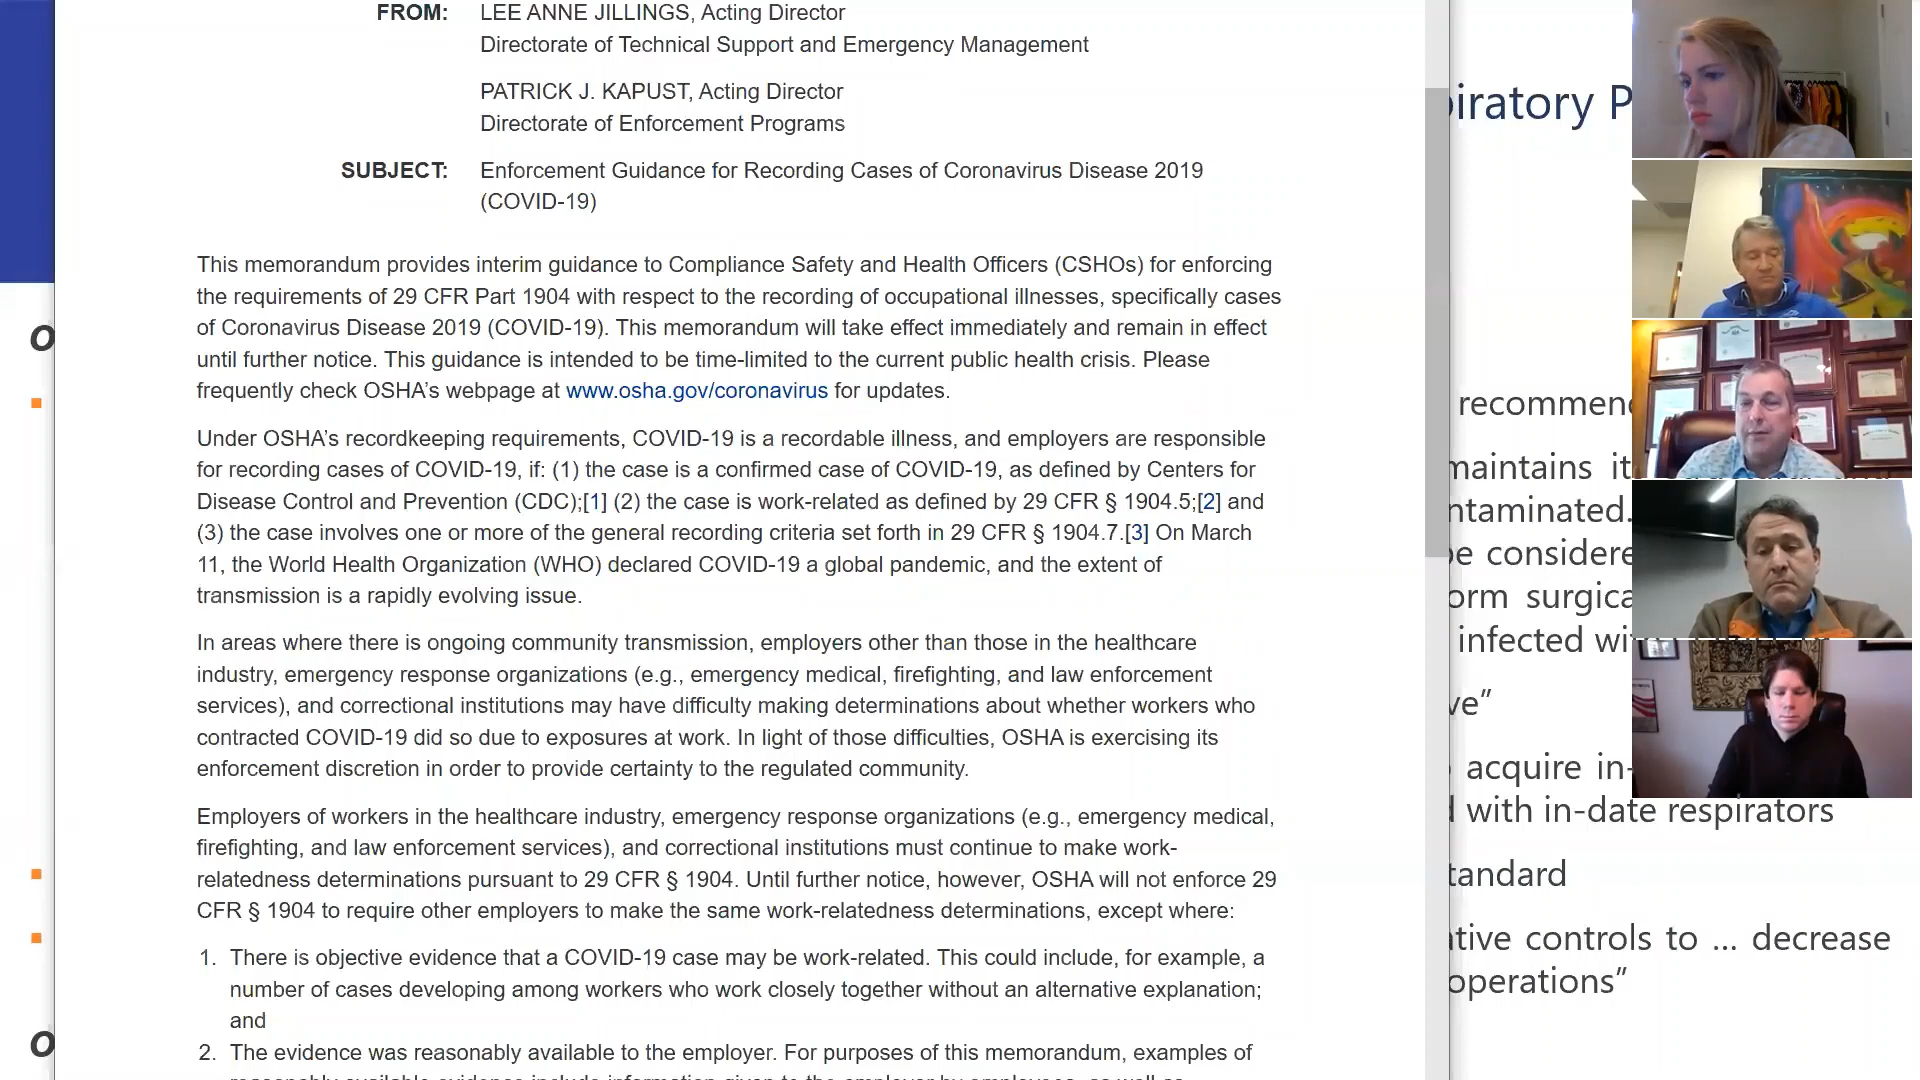 FROM: LEE ANNE JILLINGS, Acting Director
Directorate of Technical Support and Emergency Management
PATRICK J. KAPUST, Acting Director
Directorate of Enforcement Programs
SUBJECT: Enforcement Guidance for Recording Cases of Coronavirus Disease 2019
(COVID-19)
This memorandum provides interim guidance to Compliance Safety and Health Officers (CSHOs) for enforcing
the requirements of 29 CFR Part 1904 with respect to the recording of occupational illnesses, specifically cases
of Coronavirus Disease 2019 (COVID-19). This memorandum will take effect immediately and remain in effect
until further notice. This guidance is intended to be time-limited to the current public health crisis. Please
frequently check OSHA’s webpage at www.osha.gov/coronavirus for updates.
Under OSHA’s recordkeeping requirements, COVID-19 is a recordable illness, and employers are responsible
for recording cases of COVID-19, if: (1) the case is a confirmed case of COVID-19, as defined by Centers for
Disease Control and Prevention (CDC);[1] (2) the case is work-related as defined by 29 CFR § 1904.5;[2] and
(3) the case involves one or more of the general recording criteria set forth in 29 CFR § 1904.7.[3] On March
11, the World Health Organization (WHO) declared COVID-19 a global pandemic, and the extent of
transmission is a rapidly evolving issue.
In areas where there is ongoing community transmission, employers other than those in the healthcare
industry, emergency response organizations (e.g., emergency medical, firefighting, and law enforcement
services), and correctional institutions may have difficulty making determinations about whether workers who
contracted COVID-19 did so due to exposures at work. In light of those difficulties, OSHA is exercising its
enforcement discretion in order to provide certainty to the regulated community.
Employers of workers in the healthcare industry, emergency response organizations (e.g., emergency medical,
firefighting, and law enforcement services), and correctional institutions must continue to make work-
relatedness determinations pursuant to 29 CFR § 1904. Until further notice, however, OSHA will not enforce 29
CFR § 1904 to require other employers to make the same work-relatedness determinations, except where:
1. There is objective evidence that a COVID-19 case may be work-related. This could include, for example, a
number of cases developing among workers who work closely together without an alternative explanation;
and
2. The evidence was reasonably available to the employer. For purposes of this memorandum, examples of
reasonably available evidence include information given to the employer by employees, as well as
iratory P
recommen
maintains it
ntaminated.
be considere
orm surgica
infected wi
ve”
acquire in-
with in-date respirators
tandard
ative controls to ... decrease
operations”